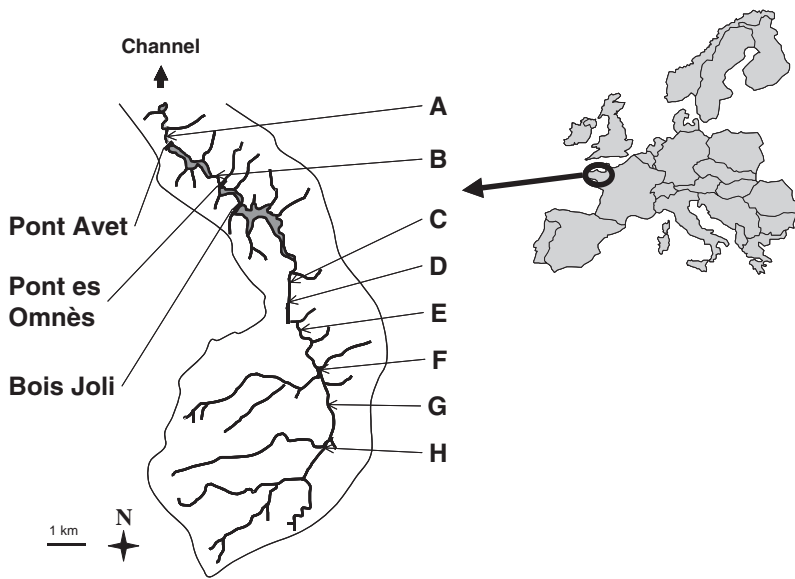 Channel
A
B
C
D
E
F
G
H
Pont Avet
Pont es
Omnès
Bois Joli
1 km
N